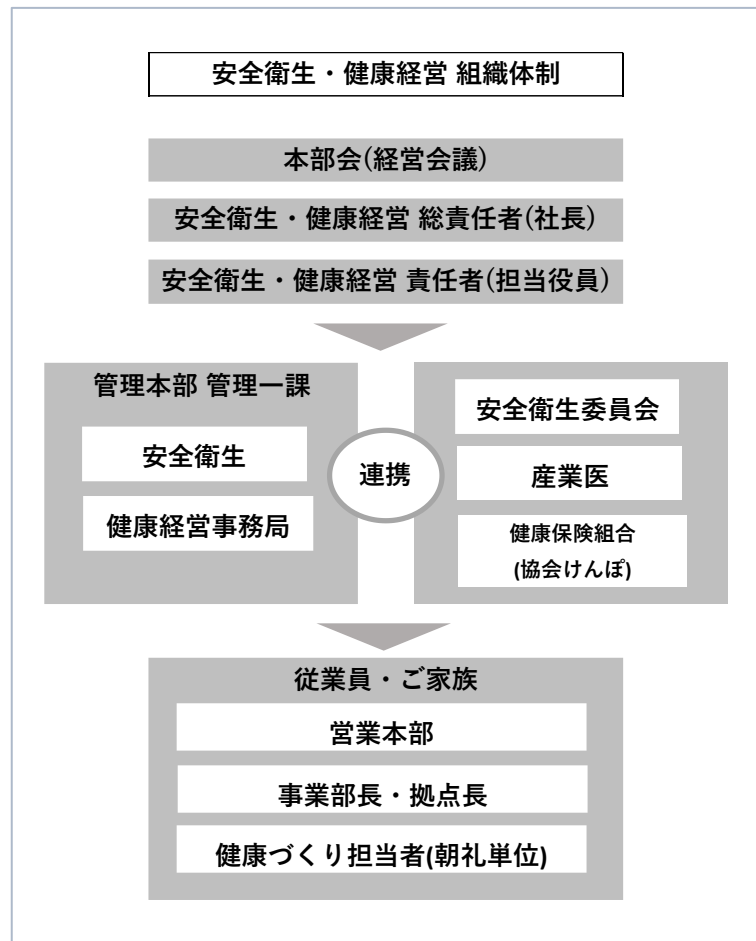 安全衛生・健康経営 組織体制
本部会(経営会議)
安全衛生・健康経営 総責任者(社長)
安全衛生・健康経営 責任者(担当役員)
管理本部 管理一課
安全衛生
健康経営事務局
連携
安全衛生委員会
産業医
健康保険組合
(協会けんぽ)
従業員・ご家族
営業本部
事業部長・拠点長
健康づくり担当者(朝礼単位)